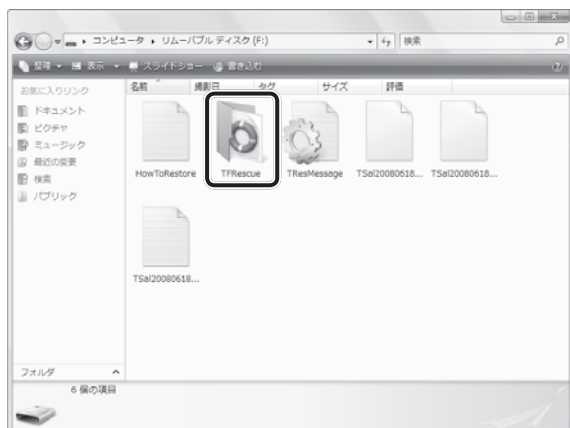 コンピュータ ▸ リムーバブル ディスク (F:)
検索
整理 表示 スライドショー 書き込む
お気に入りリンク
ドキュメント
ピクチャ
ミュージック
最近の変更
検索
パブリック
名前 撮影日 タグ サイズ 評価
HowToRestore TFRescue TResMessage TSal20080618... TSal20080618...
TSal20080618...
フォルダ
6 個の項目